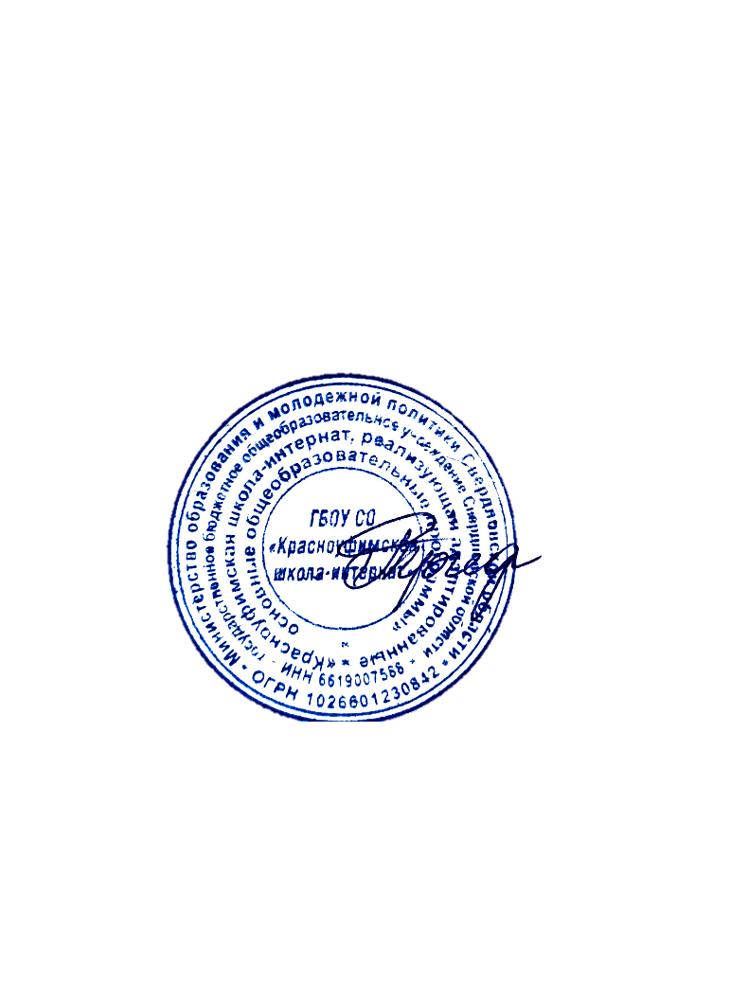 Министерство образования и молодежной политики Свердловской области
* ОГРН 1026601230842 *
государственное бюджетное общеобразовательное учреждение Свердловской области
* ИНН 6619007566 *
«Красноуфимская школа-интернат, реализующая адаптированные
основные общеобразовательные программы»
ГБОУ СО
«Красноуфимская
школа-интернат»